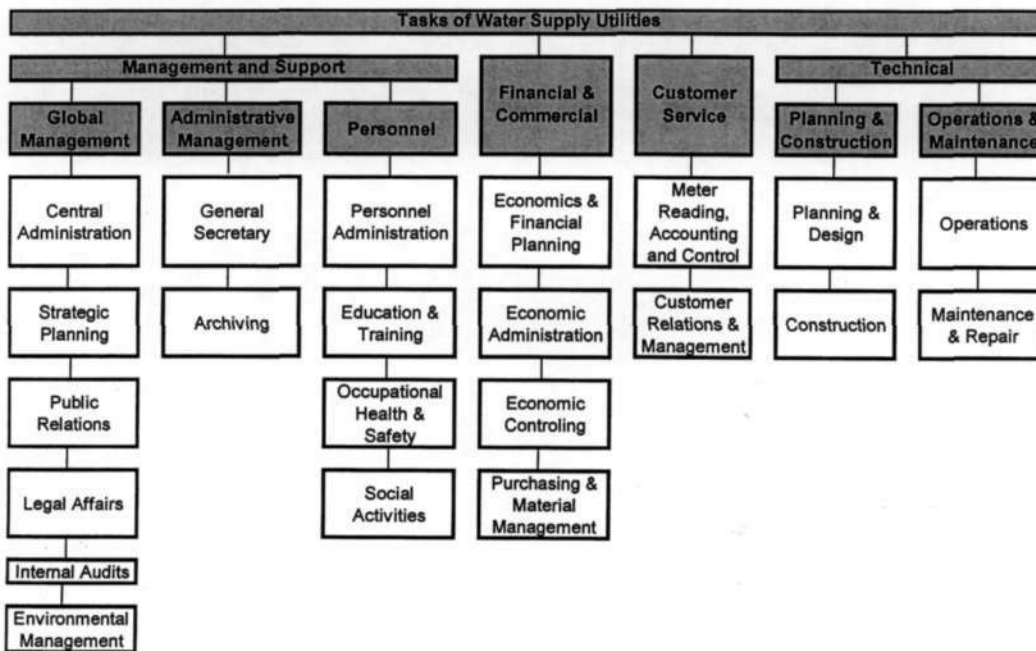 Tasks of Water Supply Utilities
Management and Support
Technical
Global
Management
Administrative
Management
Personnel
Financial &
Commercial
Customer
Service
Planning &
Construction
Operations &
Maintenance
Central
Administration
General
Secretary
Personnel
Administration
Economics &
Financial
Planning
Meter
Reading,
Accounting
and Control
Planning &
Design
Operations
Strategic
Planning
Archiving
Education &
Training
Economic
Administration
Customer
Relations &
Management
Construction
Maintenance
& Repair
Public
Relations
Occupational
Health &
Safety
Economic
Controling
Legal Affairs
Social
Activities
Purchasing &
Material
Management
Internal Audits
Environmental
Management